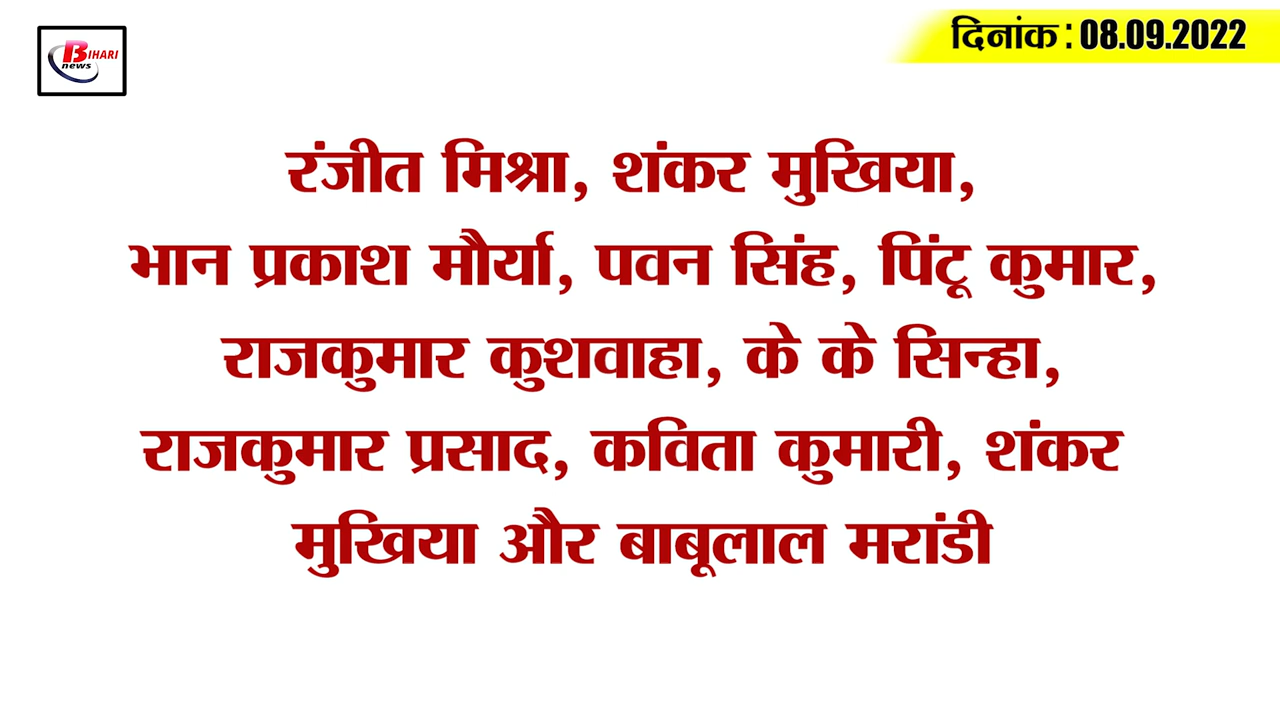 BIHARI
news
दिनांक : 08.09.2022
रंजीत मिश्रा, शंकर मुखिया,
भान प्रकाश मौर्या, पवन सिंह, पिंटू कुमार,
राजकुमार कुशवाहा, के के सिन्हा,
राजकुमार प्रसाद, कविता कुमारी, शंकर
मुखिया और बाबूलाल मरांडी